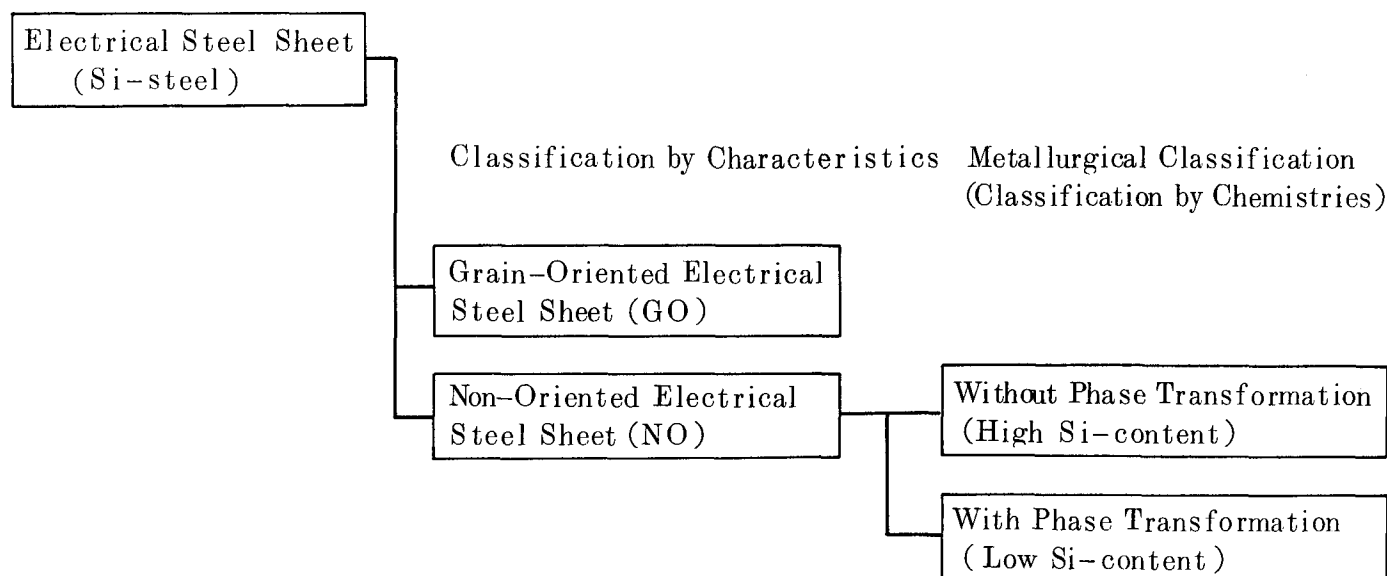 Electrical Steel Sheet
(Si-steel)
Classification by Characteristics
Metallurgical Classification
(Classification by Chemistries)
Grain-Oriented Electrical
Steel Sheet (GO)
Non-Oriented Electrical
Steel Sheet (NO)
Without Phase Transformation
(High Si-content)
With Phase Transformation
(Low Si-content)